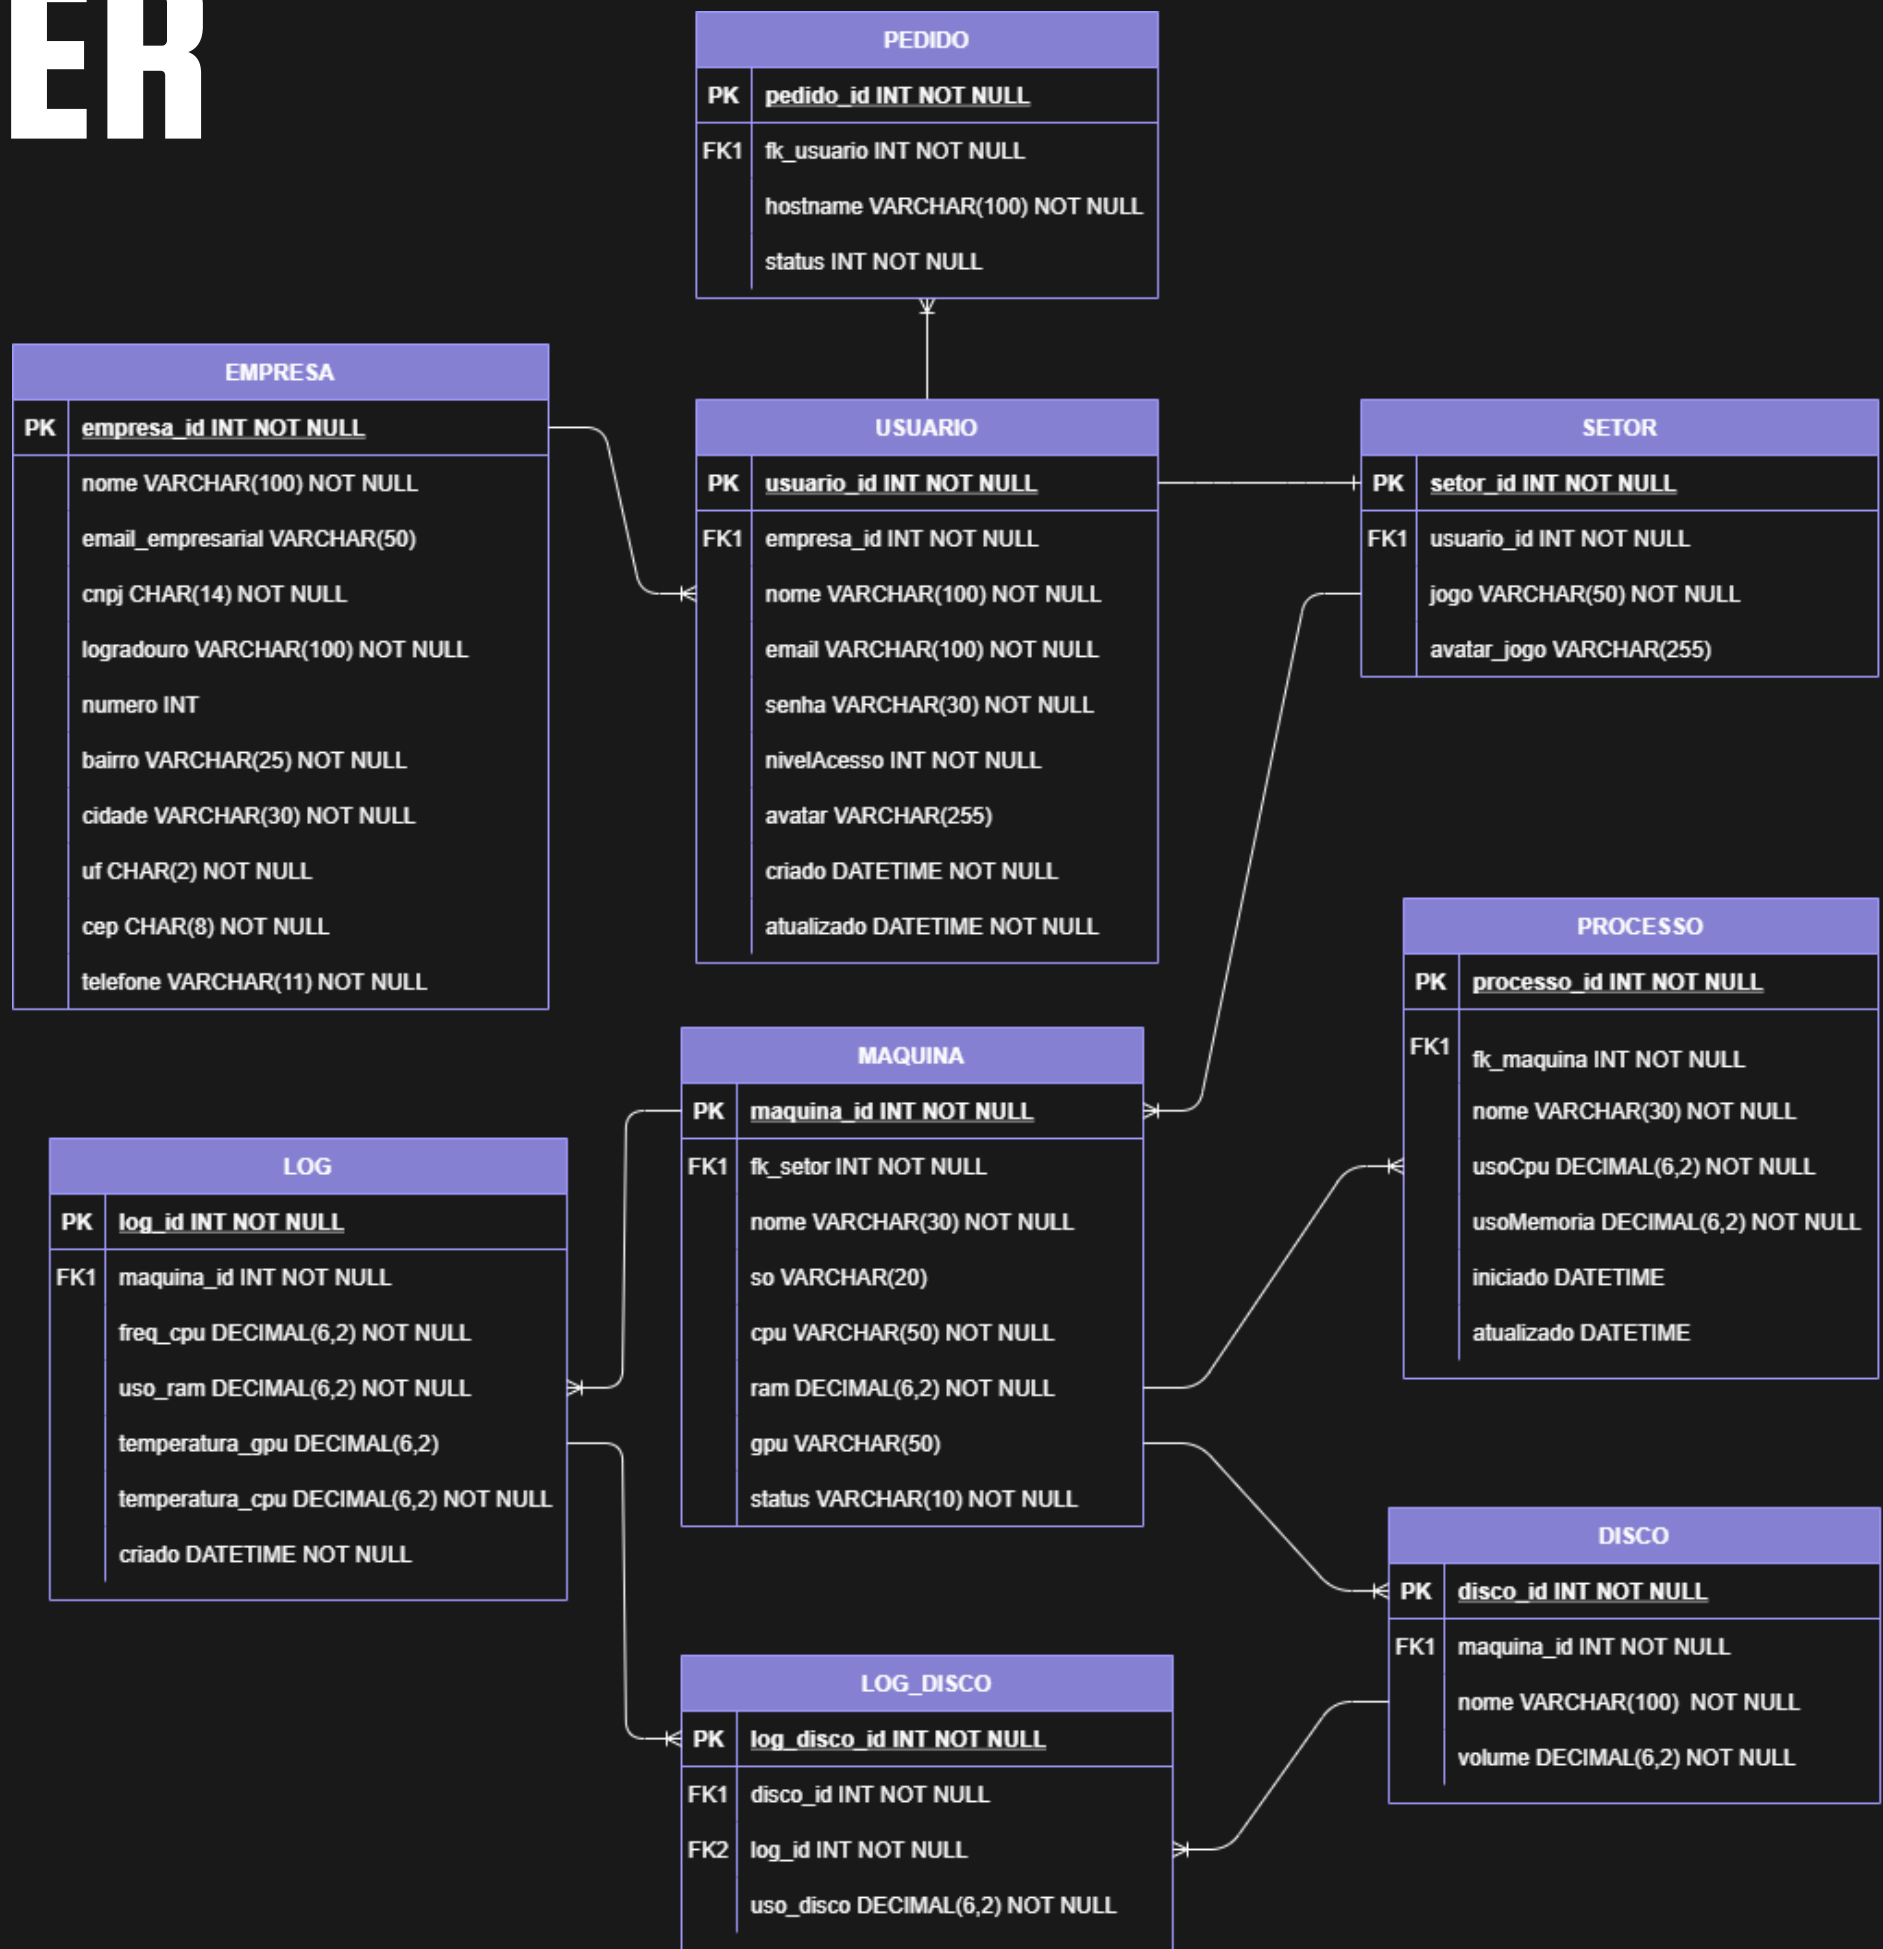 ER
PEDIDO
PK pedido_id INT NOT NULL
FK1 fk_usuario INT NOT NULL
hostname VARCHAR(100) NOT NULL
status INT NOT NULL
EMPRESA
PK empresa_id INT NOT NULL
nome VARCHAR(100) NOT NULL
email_empresarial VARCHAR(50)
cnpj CHAR(14) NOT NULL
logradouro VARCHAR(100) NOT NULL
numero INT
bairro VARCHAR(25) NOT NULL
cidade VARCHAR(30) NOT NULL
uf CHAR(2) NOT NULL
cep CHAR(8) NOT NULL
telefone VARCHAR(11) NOT NULL
USUARIO
PK usuario_id INT NOT NULL
FK1 empresa_id INT NOT NULL
nome VARCHAR(100) NOT NULL
email VARCHAR(100) NOT NULL
senha VARCHAR(30) NOT NULL
nivelAcesso INT NOT NULL
avatar VARCHAR(255)
criado DATETIME NOT NULL
atualizado DATETIME NOT NULL
SETOR
PK setor_id INT NOT NULL
FK1 usuario_id INT NOT NULL
jogo VARCHAR(50) NOT NULL
avatar_jogo VARCHAR(255)
PROCESSO
PK processo_id INT NOT NULL
FK1 fk_maquina INT NOT NULL
nome VARCHAR(30) NOT NULL
usoCpu DECIMAL(6,2) NOT NULL
usoMemoria DECIMAL(6,2) NOT NULL
iniciado DATETIME
atualizado DATETIME
MAQUINA
PK maquina_id INT NOT NULL
FK1 fk_setor INT NOT NULL
nome VARCHAR(30) NOT NULL
so VARCHAR(20)
cpu VARCHAR(50) NOT NULL
ram DECIMAL(6,2) NOT NULL
gpu VARCHAR(50)
status VARCHAR(10) NOT NULL
LOG
PK log_id INT NOT NULL
FK1 maquina_id INT NOT NULL
freq_cpu DECIMAL(6,2) NOT NULL
uso_ram DECIMAL(6,2) NOT NULL
temperatura_gpu DECIMAL(6,2)
temperatura_cpu DECIMAL(6,2) NOT NULL
criado DATETIME NOT NULL
DISCO
PK disco_id INT NOT NULL
FK1 maquina_id INT NOT NULL
nome VARCHAR(100) NOT NULL
volume DECIMAL(6,2) NOT NULL
LOG_DISCO
PK log_disco_id INT NOT NULL
FK1 disco_id INT NOT NULL
FK2 log_id INT NOT NULL
uso_disco DECIMAL(6,2) NOT NULL